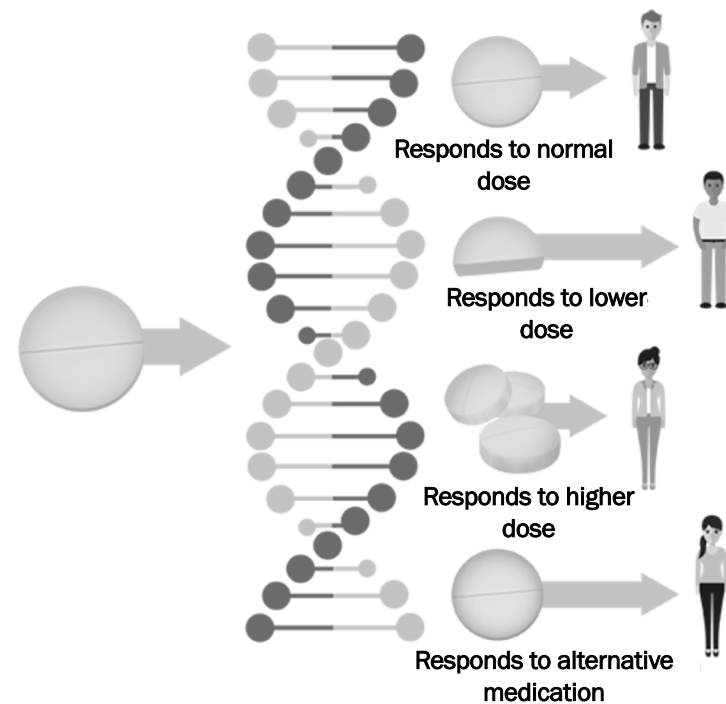 Responds to normal
dose
Responds to lower
dose
Responds to higher
dose
Responds to alternative
medication